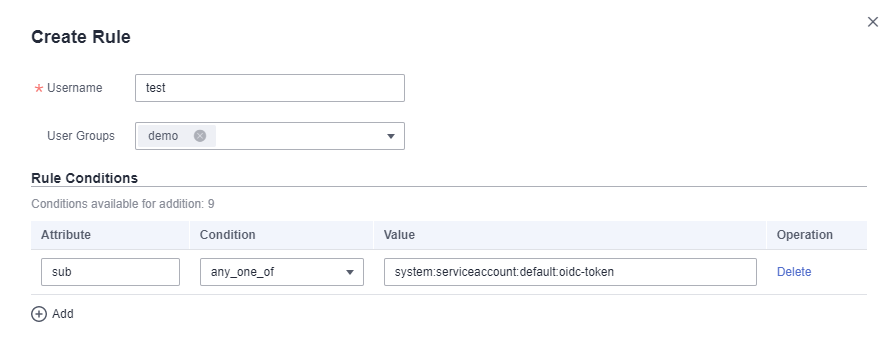 Create Rule
* Username test
User Groups demo
Rule Conditions
Conditions available for addition: 9
Attribute Condition Value Operation
sub any_one_of system:serviceaccount:default:oidc-token Delete
Add